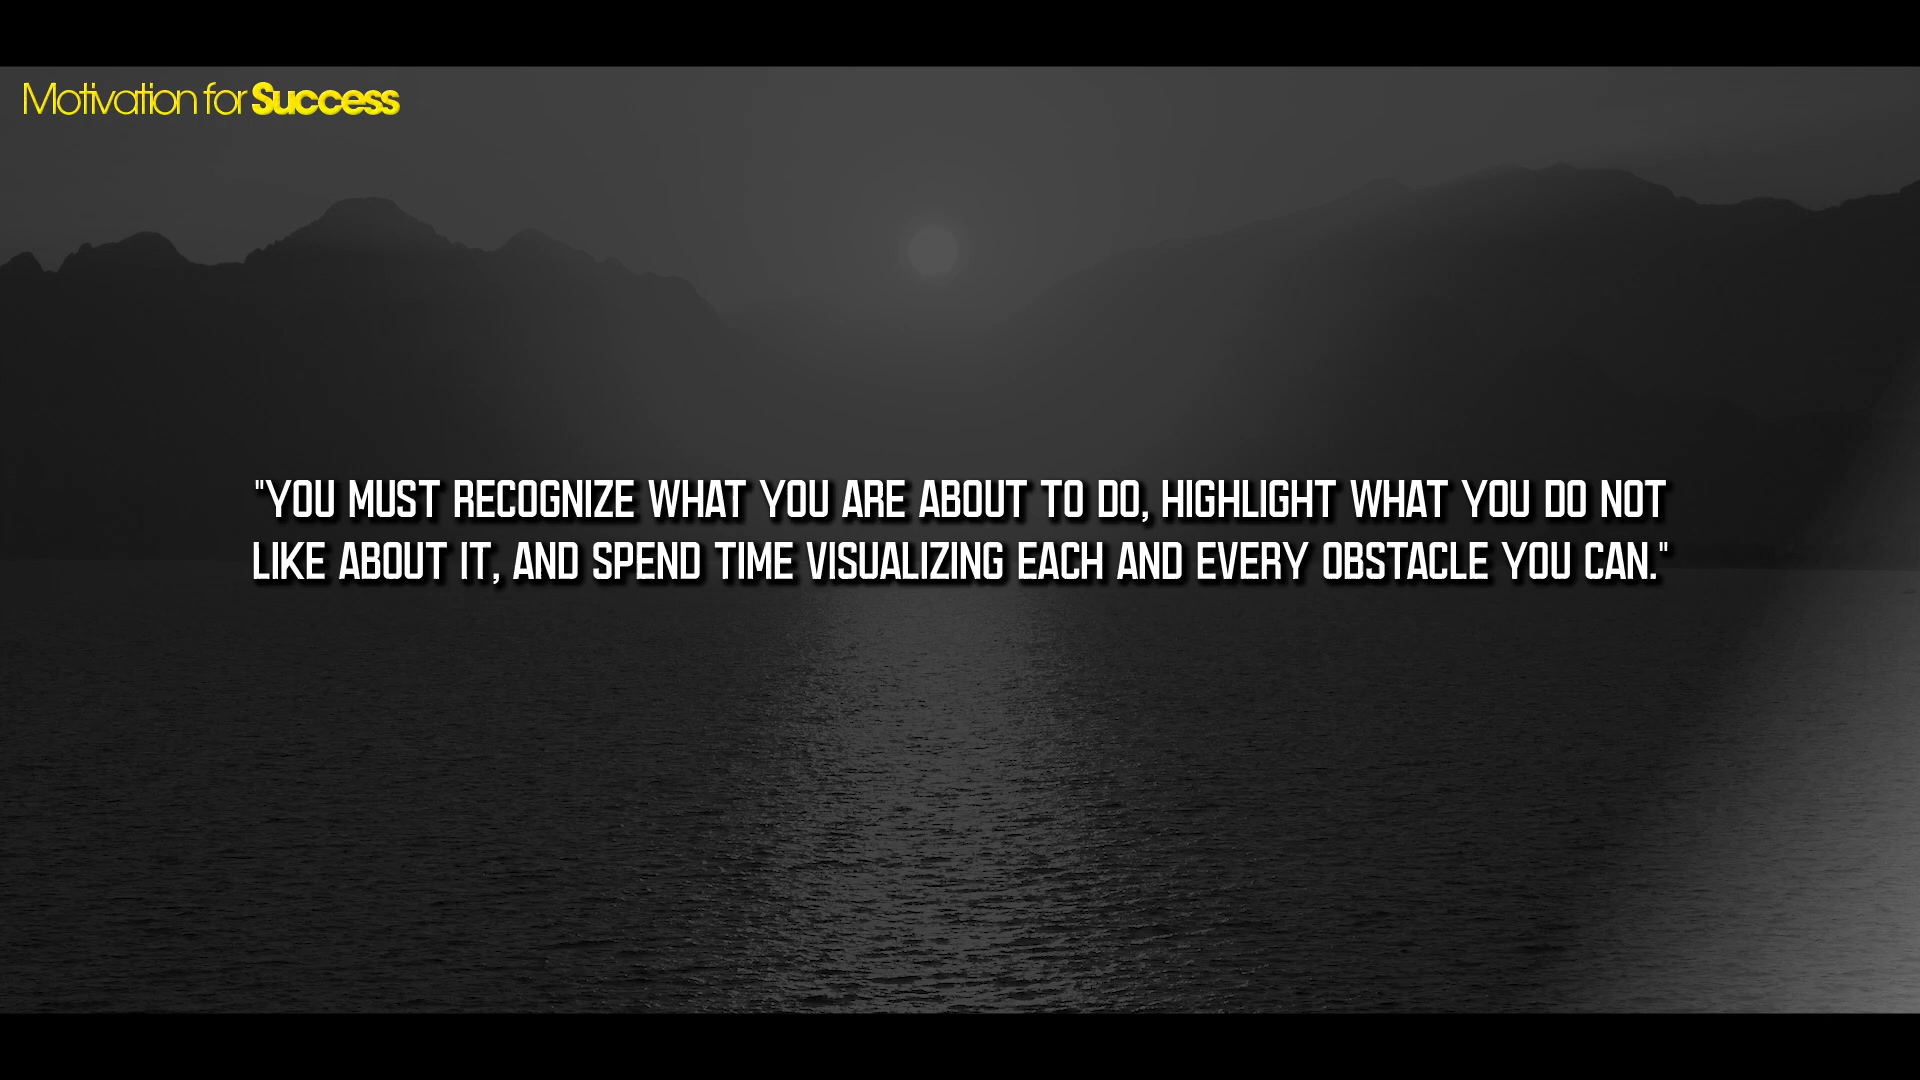 Motivation for Success
"YOU MUST RECOGNIZE WHAT YOU ARE ABOUT TO DO, HIGHLIGHT WHAT YOU DO NOT
LIKE ABOUT IT, AND SPEND TIME VISUALIZING EACH AND EVERY OBSTACLE YOU CAN."